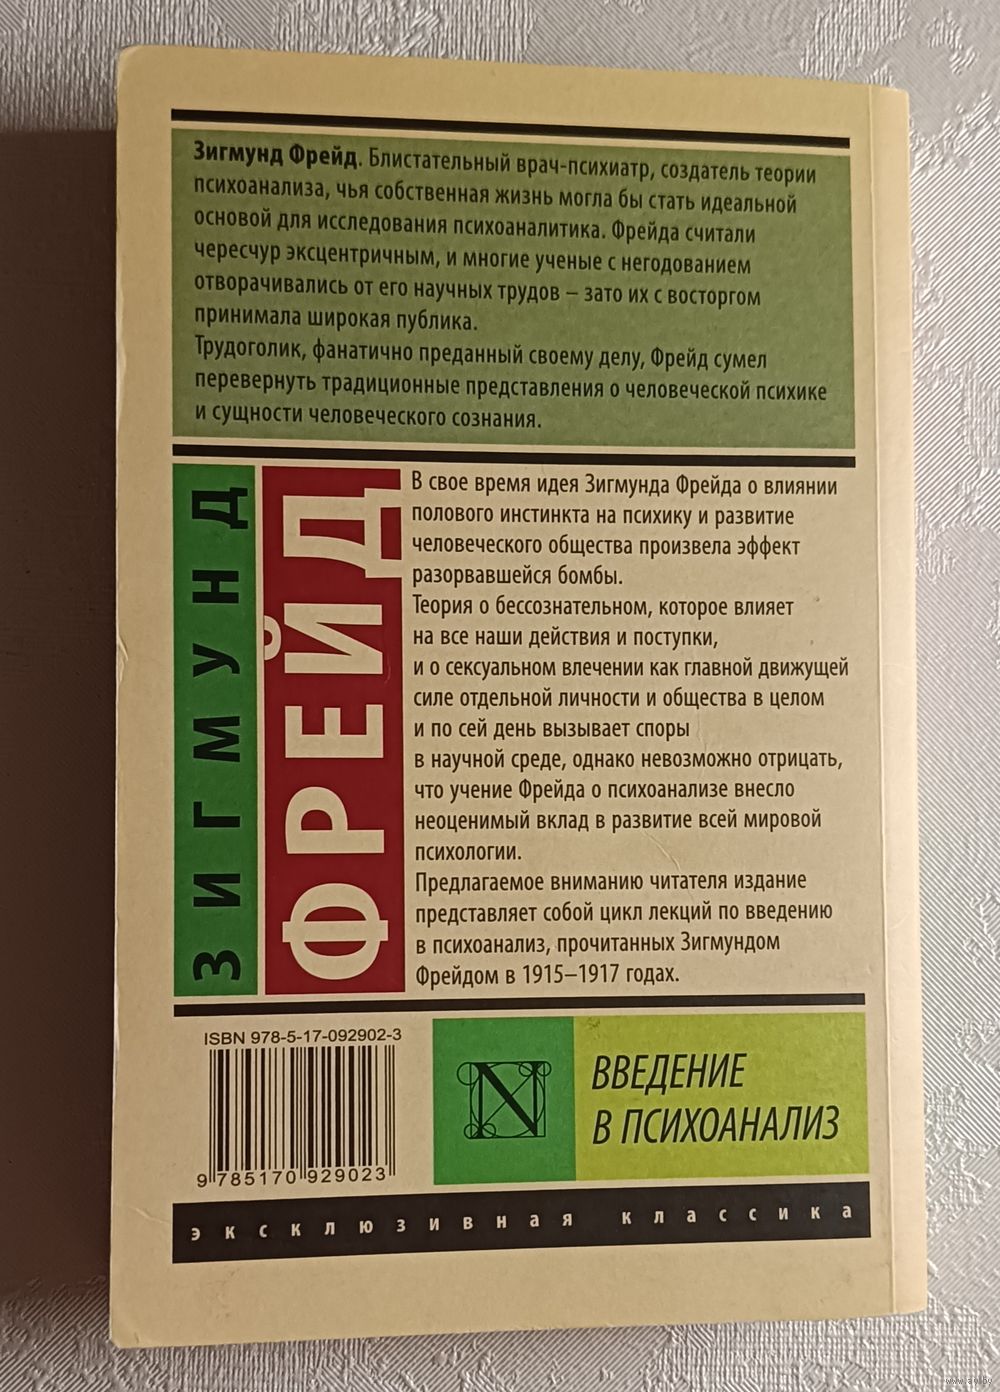 Зигмунд Фрейд. Блистательный врач-психиатр, создатель теории
психоанализа, чья собственная жизнь могла бы стать идеальной
основой для исследования психоаналитика. Фрейда считали
чересчур эксцентричным, и многие ученые с негодованием
отворачивались от его научных трудов – зато их с восторгом
принимала широкая публика.
Трудоголик, фанатично преданный своему делу, Фрейд сумел
перевернуть традиционные представления о человеческой психике
и сущности человеческого сознания.
ЗИГМУНД
ФРЕЙД
В свое время идея Зигмунда Фрейда о влиянии
полового инстинкта на психику и развитие
человеческого общества произвела эффект
разорвавшейся бомбы.
Теория о бессознательном, которое влияет
на все наши действия и поступки,
и о сексуальном влечении как главной движущей
силе отдельной личности и общества в целом
и по сей день вызывает споры
в научной среде, однако невозможно отрицать,
что учение Фрейда о психоанализе внесло
неоценимый вклад в развитие всей мировой
психологии.
Предлагаемое вниманию читателя издание
представляет собой цикл лекций по введению
в психоанализ, прочитанных Зигмундом
Фрейдом в 1915–1917 годах.
ISBN 978-5-17-092902-3
9 785170 929023
N
ВВЕДЕНИЕ
В ПСИХОАНАЛИЗ
эксклюзивная классика